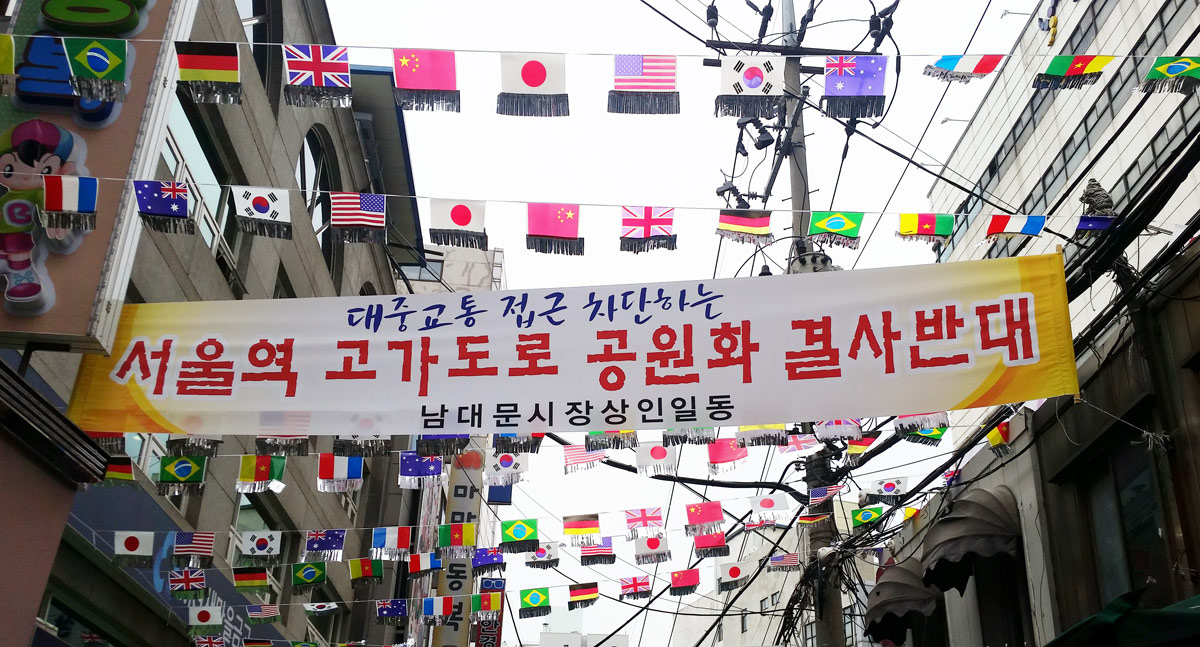 대중교통 접근 차단하는
서울역 고가도로 공원화 결사반대
남대문시장상인일동